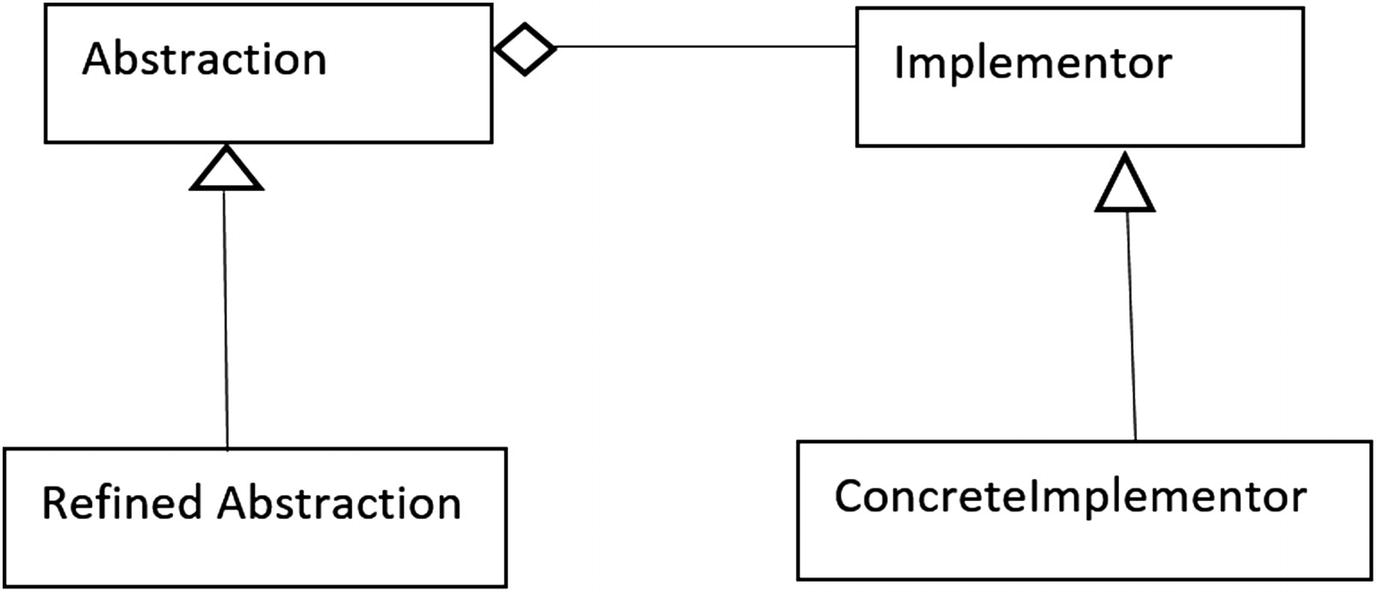 Abstraction
Implementor
Refined Abstraction
ConcreteImplementor